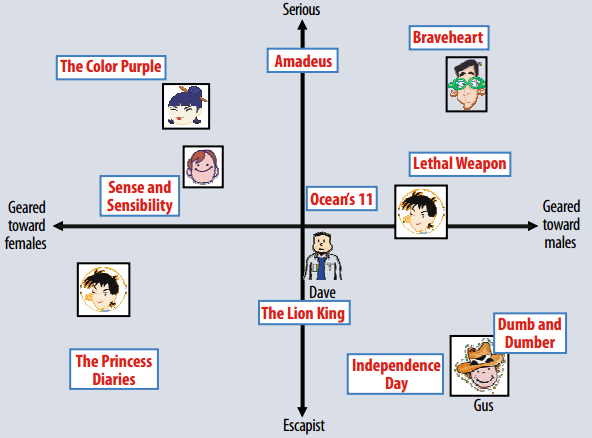 Serious
Braveheart
Amadeus
The Color Purple
Lethal Weapon
Sense and
Sensibility
Ocean's 11
Geared
toward
females
Geared
toward
males
Dave
The Lion King
Dumb and
Dumber
The Princess
Diaries
Independence
Day
Gus
Escapist